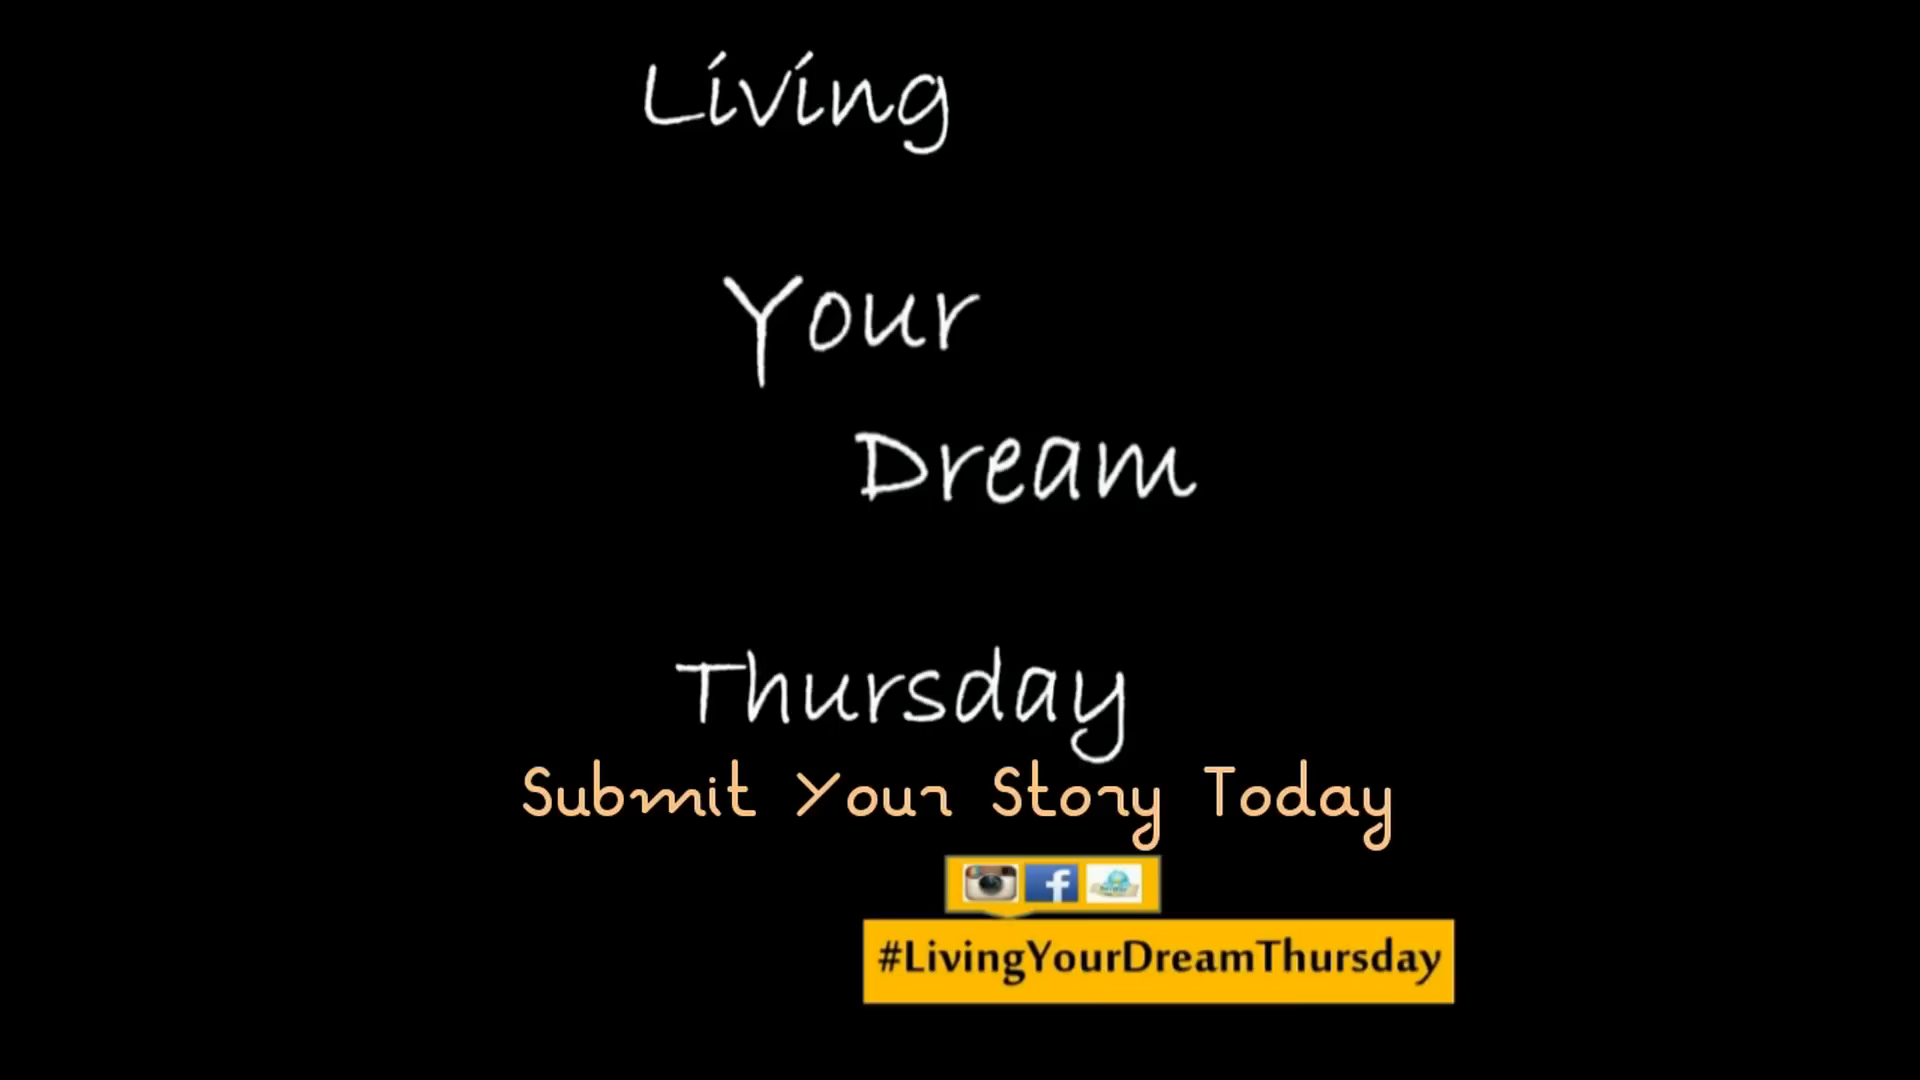 Living
Your
Dream
Thursday
Submit Your Story Today
#LivingYourDreamThursday